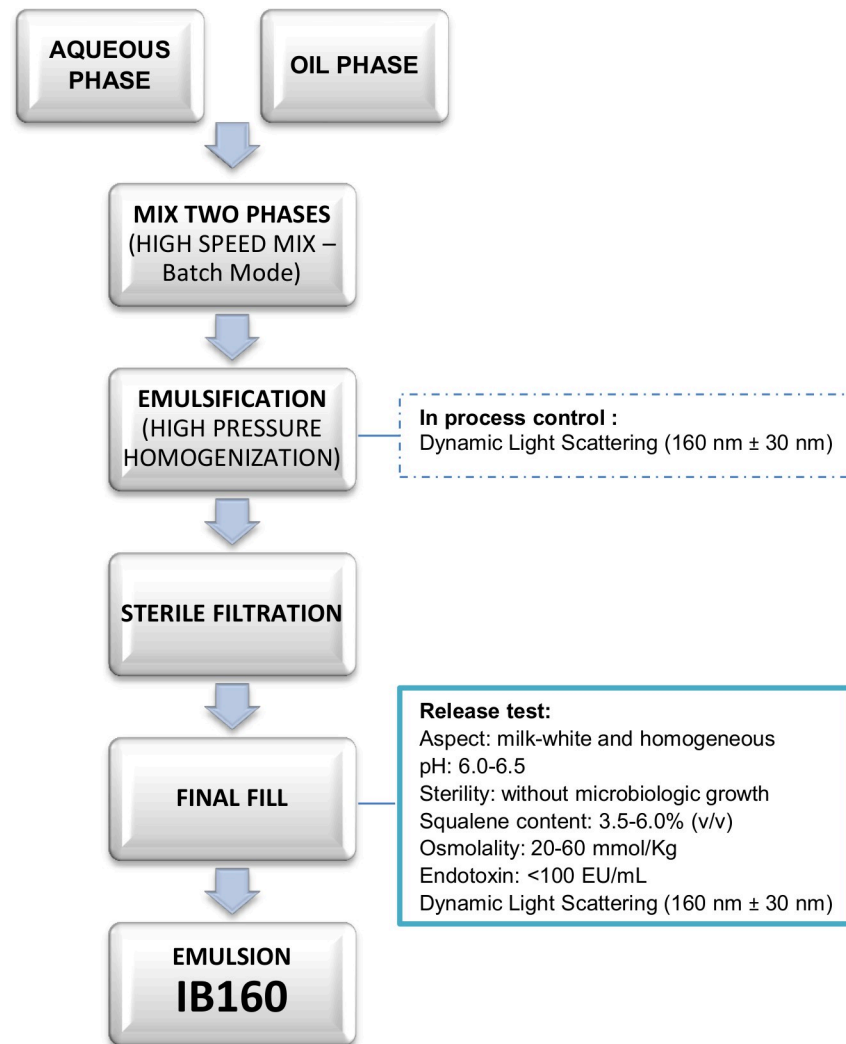 AQUEOUS
PHASE
OIL PHASE
MIX TWO PHASES
(HIGH SPEED MIX –
Batch Mode)
EMULSIFICATION
(HIGH PRESSURE
HOMOGENIZATION)
In process control :
Dynamic Light Scattering (160 nm ± 30 nm)
STERILE FILTRATION
FINAL FILL
Release test:
Aspect: milk-white and homogeneous
pH: 6.0-6.5
Sterility: without microbiologic growth
Squalene content: 3.5-6.0% (v/v)
Osmolality: 20-60 mmol/Kg
Endotoxin: <100 EU/mL
Dynamic Light Scattering (160 nm ± 30 nm)
EMULSION
IB160